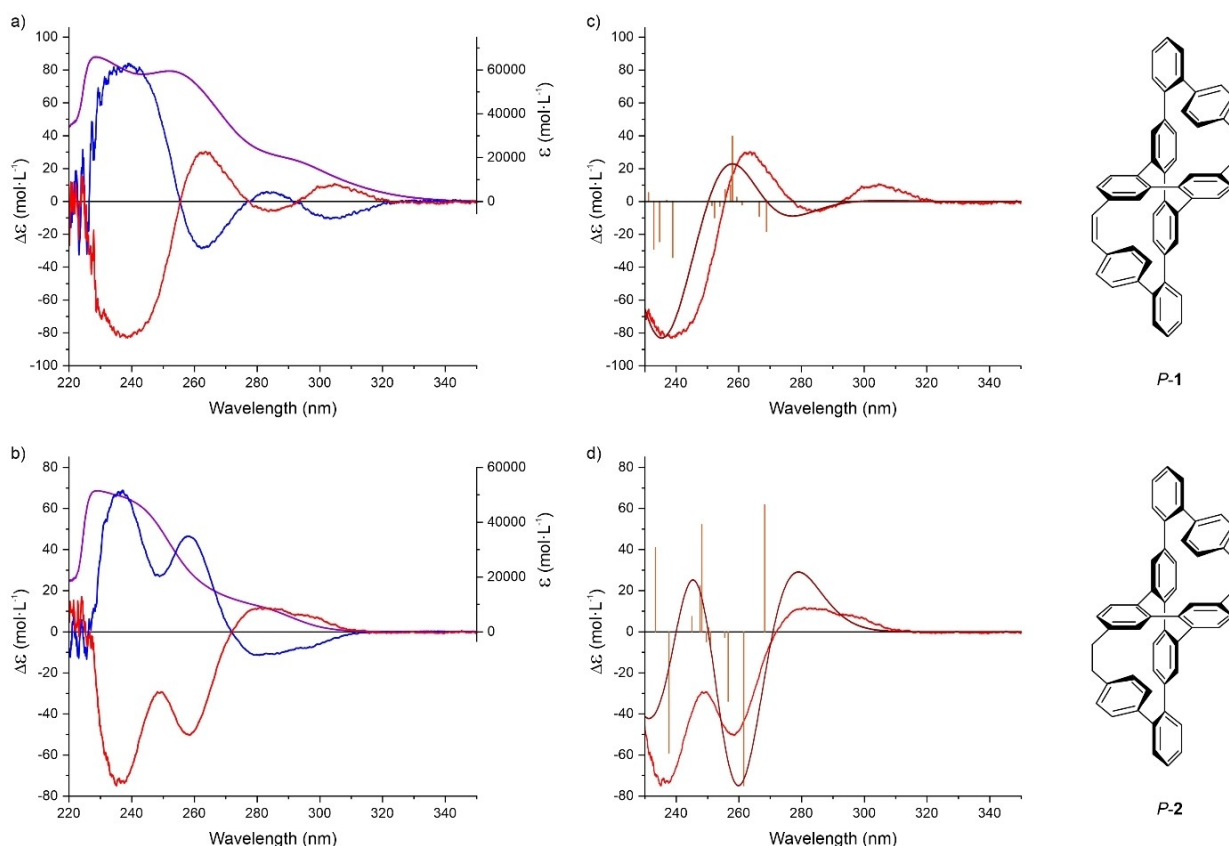 a)
100
80
60
40
20
0
-20
-40
-60
-80
-100
Δε (mol·L⁻¹)
60000
40000
20000
0
ε (mol·L⁻¹)
220 240 260 280 300 320 340
Wavelength (nm)
c)
100
80
60
40
20
0
-20
-40
-60
-80
-100
Δε (mol·L⁻¹)
240 260 280 300 320 340
Wavelength (nm)
P-1
b)
80
60
40
20
0
-20
-40
-60
-80
Δε (mol·L⁻¹)
60000
40000
20000
0
ε (mol·L⁻¹)
220 240 260 280 300 320 340
Wavelength (nm)
d)
80
60
40
20
0
-20
-40
-60
-80
Δε (mol·L⁻¹)
240 260 280 300 320 340
Wavelength (nm)
P-2